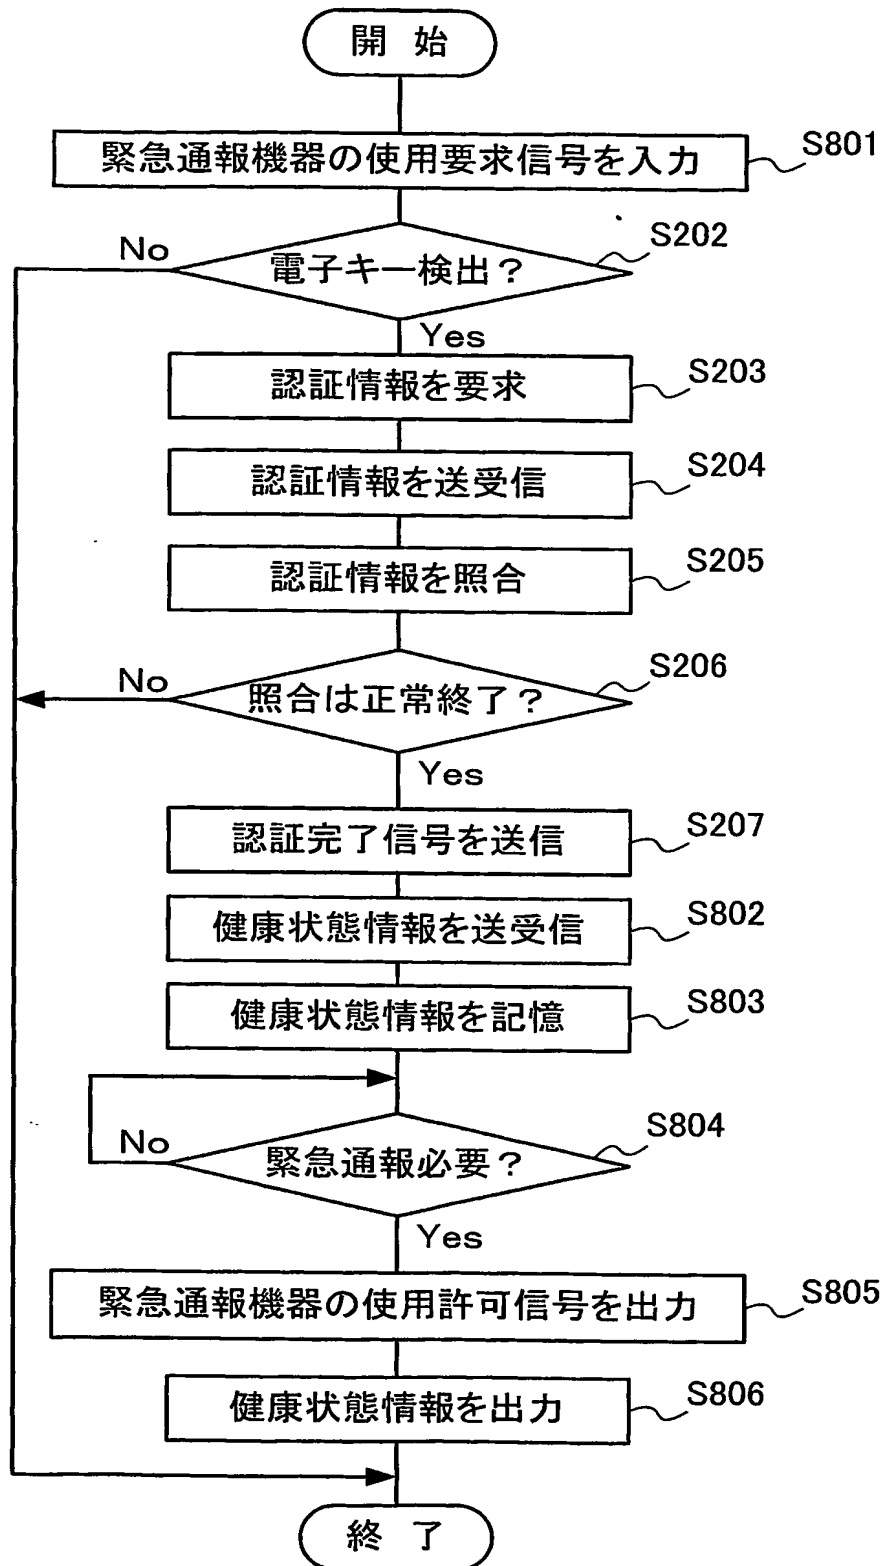 開 始
緊急通報機器の使用要求信号を入力
S801
電子キー検出？
S202
No
Yes
認証情報を要求
S203
認証情報を送受信
S204
認証情報を照合
S205
照合は正常終了？
S206
No
Yes
認証完了信号を送信
S207
健康状態情報を送受信
S802
健康状態情報を記憶
S803
緊急通報必要？
S804
No
Yes
緊急通報機器の使用許可信号を出力
S805
健康状態情報を出力
S806
終 了